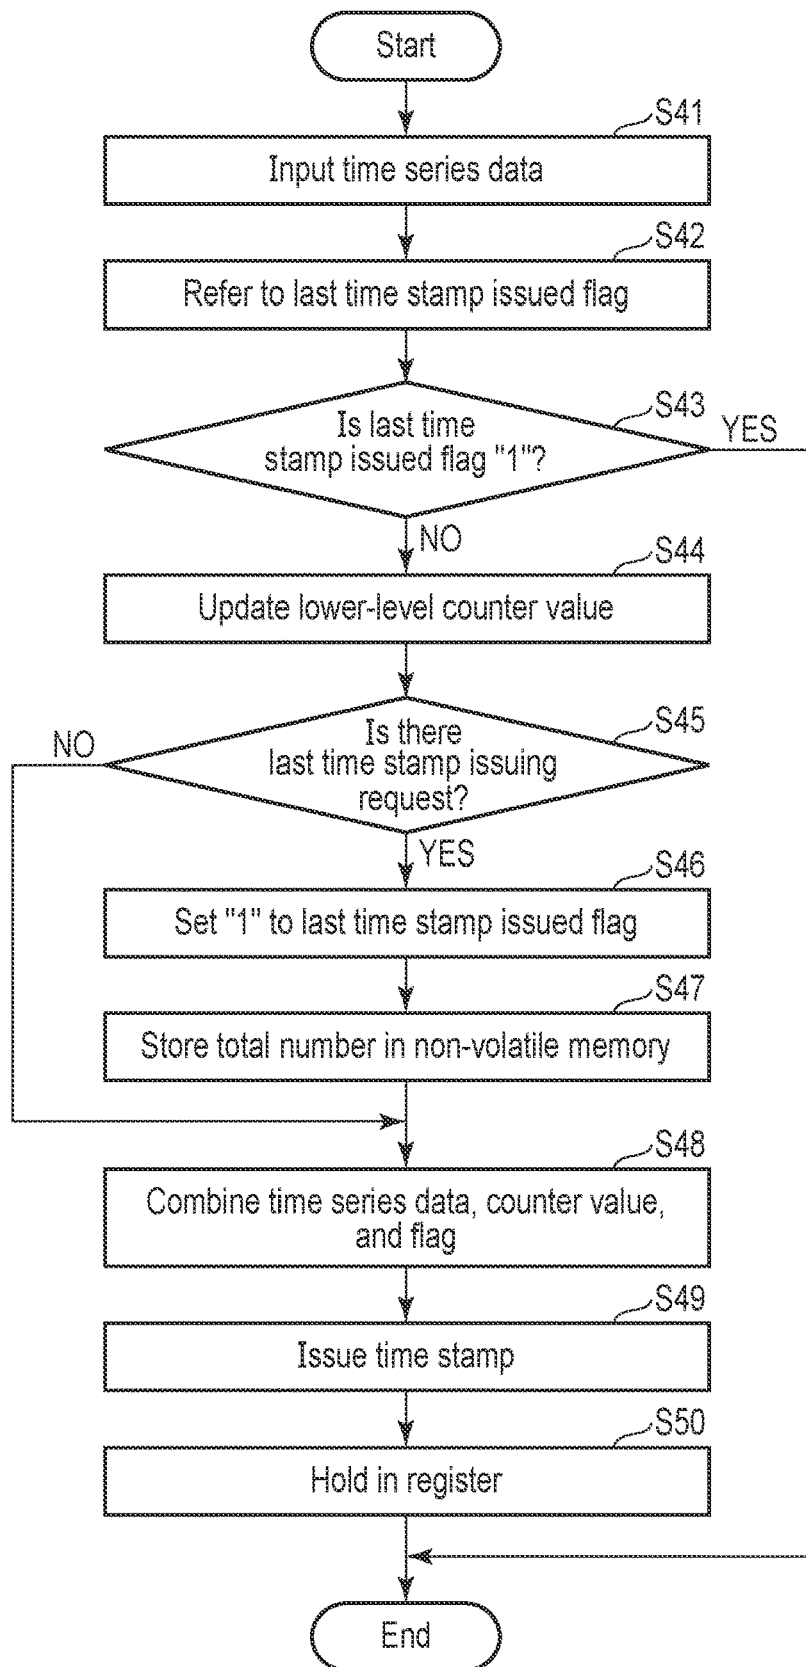 Start
S41
Input time series data
S42
Refer to last time stamp issued flag
S43
Is last time
stamp issued flag "1"?
YES
NO
S44
Update lower-level counter value
S45
Is there
last time stamp issuing
request?
NO
YES
S46
Set "1" to last time stamp issued flag
S47
Store total number in non-volatile memory
S48
Combine time series data, counter value,
and flag
S49
Issue time stamp
S50
Hold in register
End